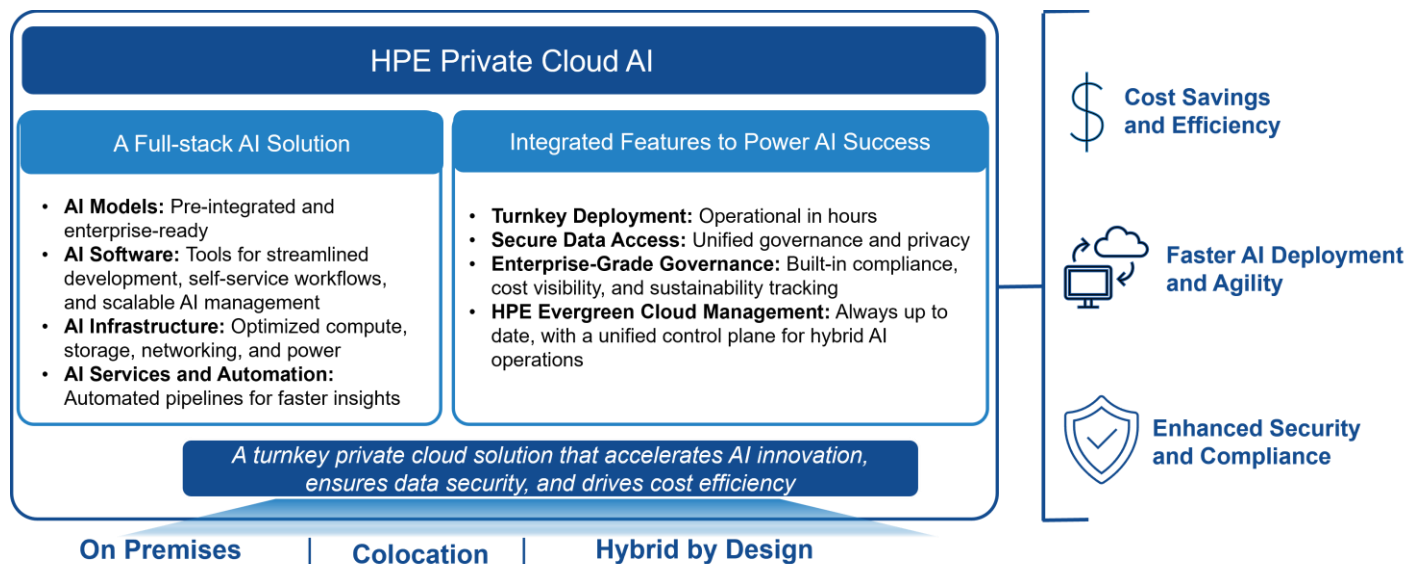 HPE Private Cloud AI
A Full-stack AI Solution
• AI Models: Pre-integrated and
enterprise-ready
• AI Software: Tools for streamlined
development, self-service workflows,
and scalable AI management
• AI Infrastructure: Optimized compute,
storage, networking, and power
• AI Services and Automation:
Automated pipelines for faster insights
Integrated Features to Power AI Success
• Turnkey Deployment: Operational in hours
• Secure Data Access: Unified governance and privacy
• Enterprise-Grade Governance: Built-in compliance,
cost visibility, and sustainability tracking
• HPE Evergreen Cloud Management: Always up to
date, with a unified control plane for hybrid AI
operations
A turnkey private cloud solution that accelerates AI innovation,
ensures data security, and drives cost efficiency
On Premises | Colocation | Hybrid by Design
$
Cost Savings
and Efficiency
Faster AI Deployment
and Agility
Enhanced Security
and Compliance